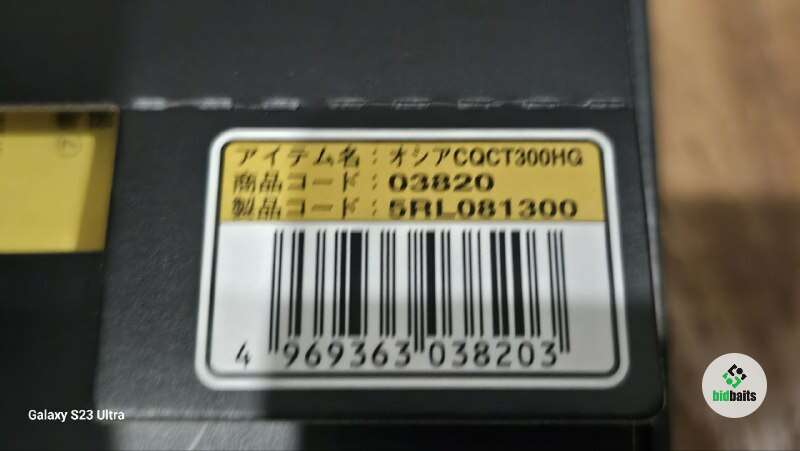 アイテム名：オシアCQCT300HG
商品コード：03820
製品コード：5RL081300
4 969363 038203
Galaxy S23 Ultra
bidbaits